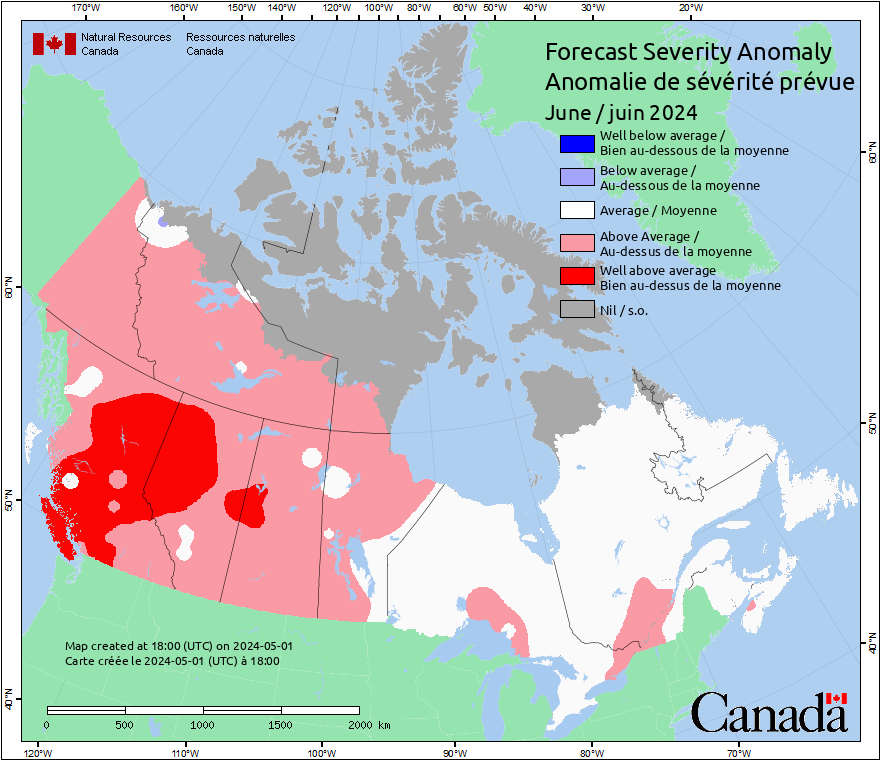 170°W 160°W 150°W 140°W 130°W 120°W 110°W 100°W 90°W 80°W 70°W 60°W 50°W 40°W 30°W 20°W
Natural Resources Ressources naturelles
Canada Canada
Forecast Severity Anomaly
Anomalie de sévérité prévue
June / juin 2024
Well below average /
Bien au-dessous de la moyenne
Below average /
Au-dessous de la moyenne
Average / Moyenne
Above Average /
Au-dessus de la moyenne
Well above average
Bien au-dessus de la moyenne
Nil / s.o.
60°N
50°N
40°N
60°N
50°N
40°N
Map created at 18:00 (UTC) on 2024-05-01
Carte créée le 2024-05-01 (UTC) à 18:00
0 500 1000 1500 2000 km
Canada
120°W 110°W 100°W 90°W 80°W 70°W